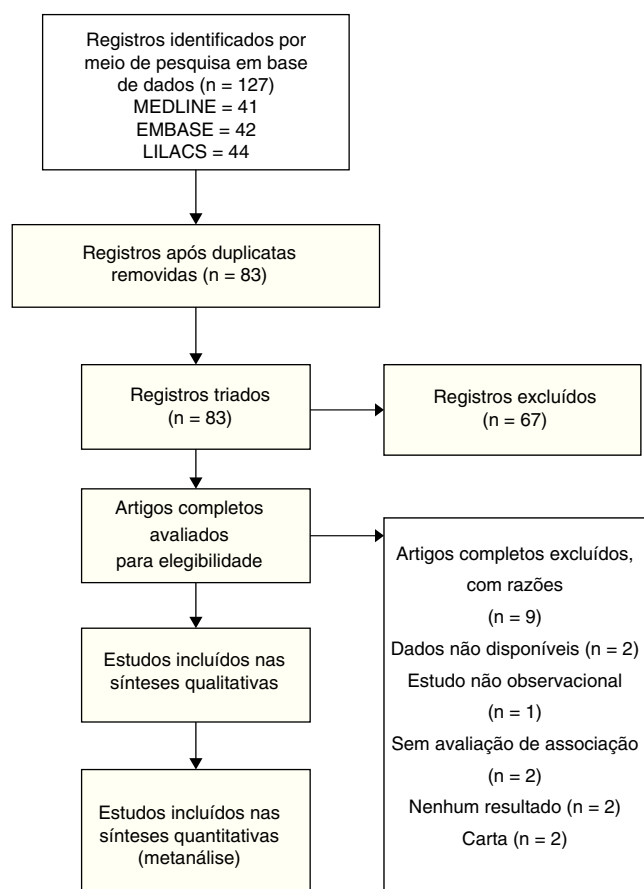 Registros identificados por
meio de pesquisa em base
de dados (n = 127)
MEDLINE = 41
EMBASE = 42
LILACS = 44
Registros após duplicatas
removidas (n = 83)
Registros triados
(n = 83)
Registros excluídos
(n = 67)
Artigos completos
avaliados
para elegibilidade
Artigos completos excluídos,
com razões
(n = 9)
Dados não disponíveis (n = 2)
Estudo não observacional
(n = 1)
Sem avaliação de associação
(n = 2)
Nenhum resultado (n = 2)
Carta (n = 2)
Estudos incluídos nas
sínteses qualitativas
Estudos incluídos nas
sínteses quantitativas
(metanálise)